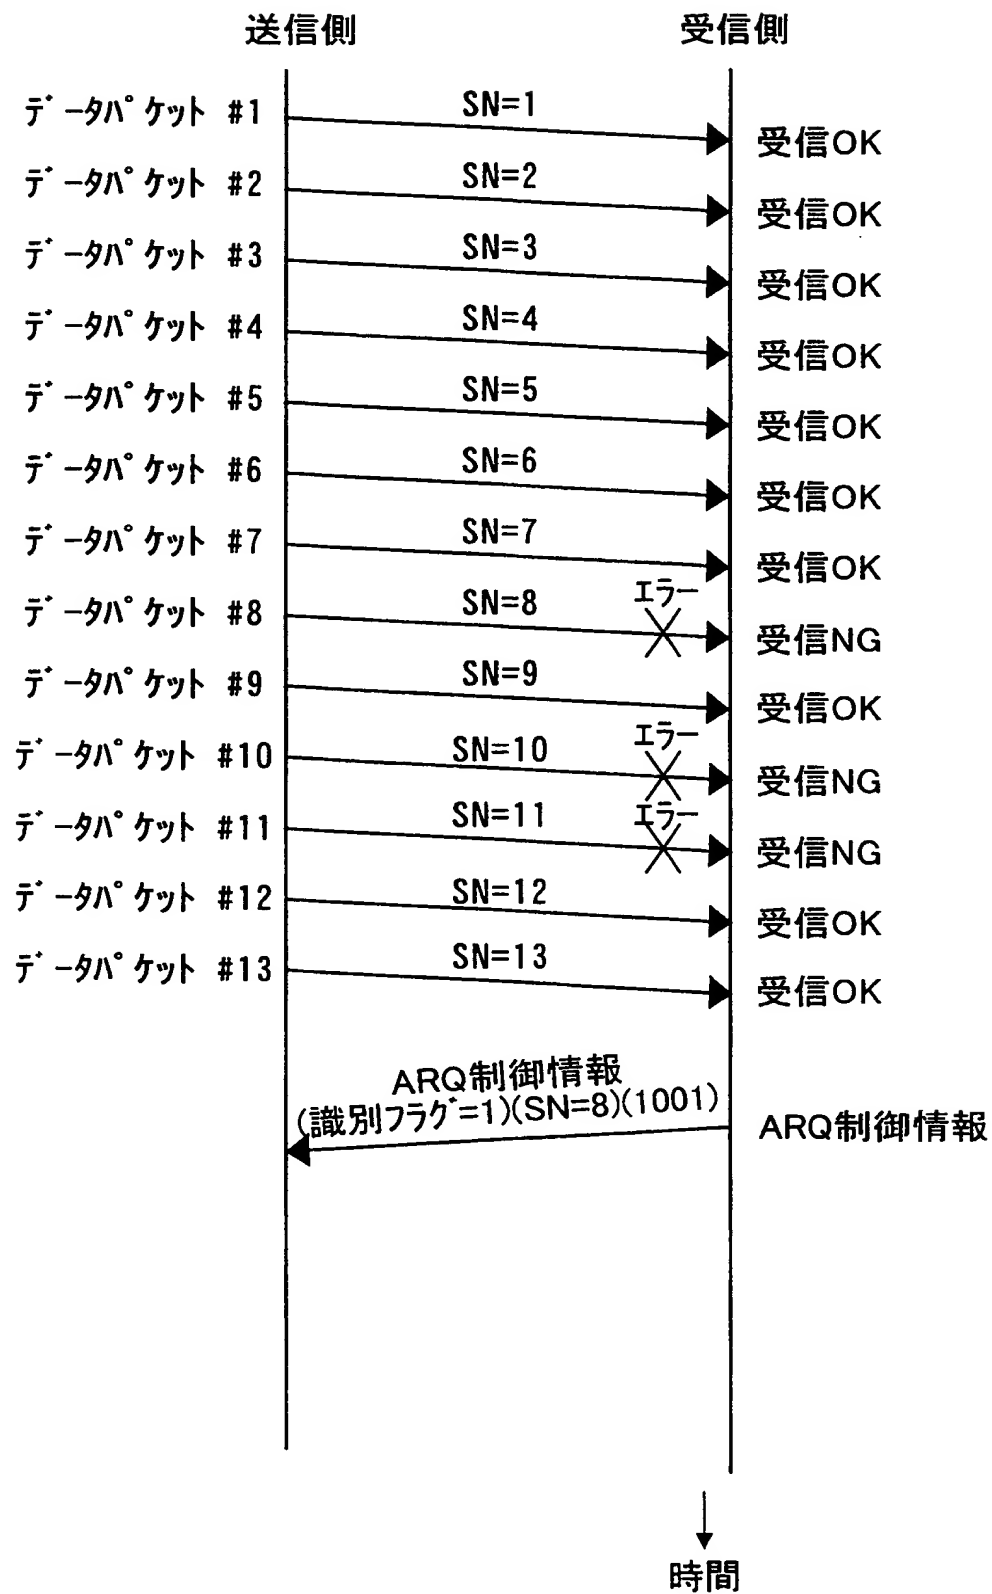 送信側 受信側
データパケット #1 SN=1 受信OK
データパケット #2 SN=2 受信OK
データパケット #3 SN=3 受信OK
データパケット #4 SN=4 受信OK
データパケット #5 SN=5 受信OK
データパケット #6 SN=6 受信OK
データパケット #7 SN=7 受信OK
データパケット #8 SN=8 エラー 受信NG
データパケット #9 SN=9 受信OK
データパケット #10 SN=10 エラー 受信NG
データパケット #11 SN=11 エラー 受信NG
データパケット #12 SN=12 受信OK
データパケット #13 SN=13 受信OK
ARQ制御情報
(識別フラグ=1)(SN=8)(1001) ARQ制御情報
時間